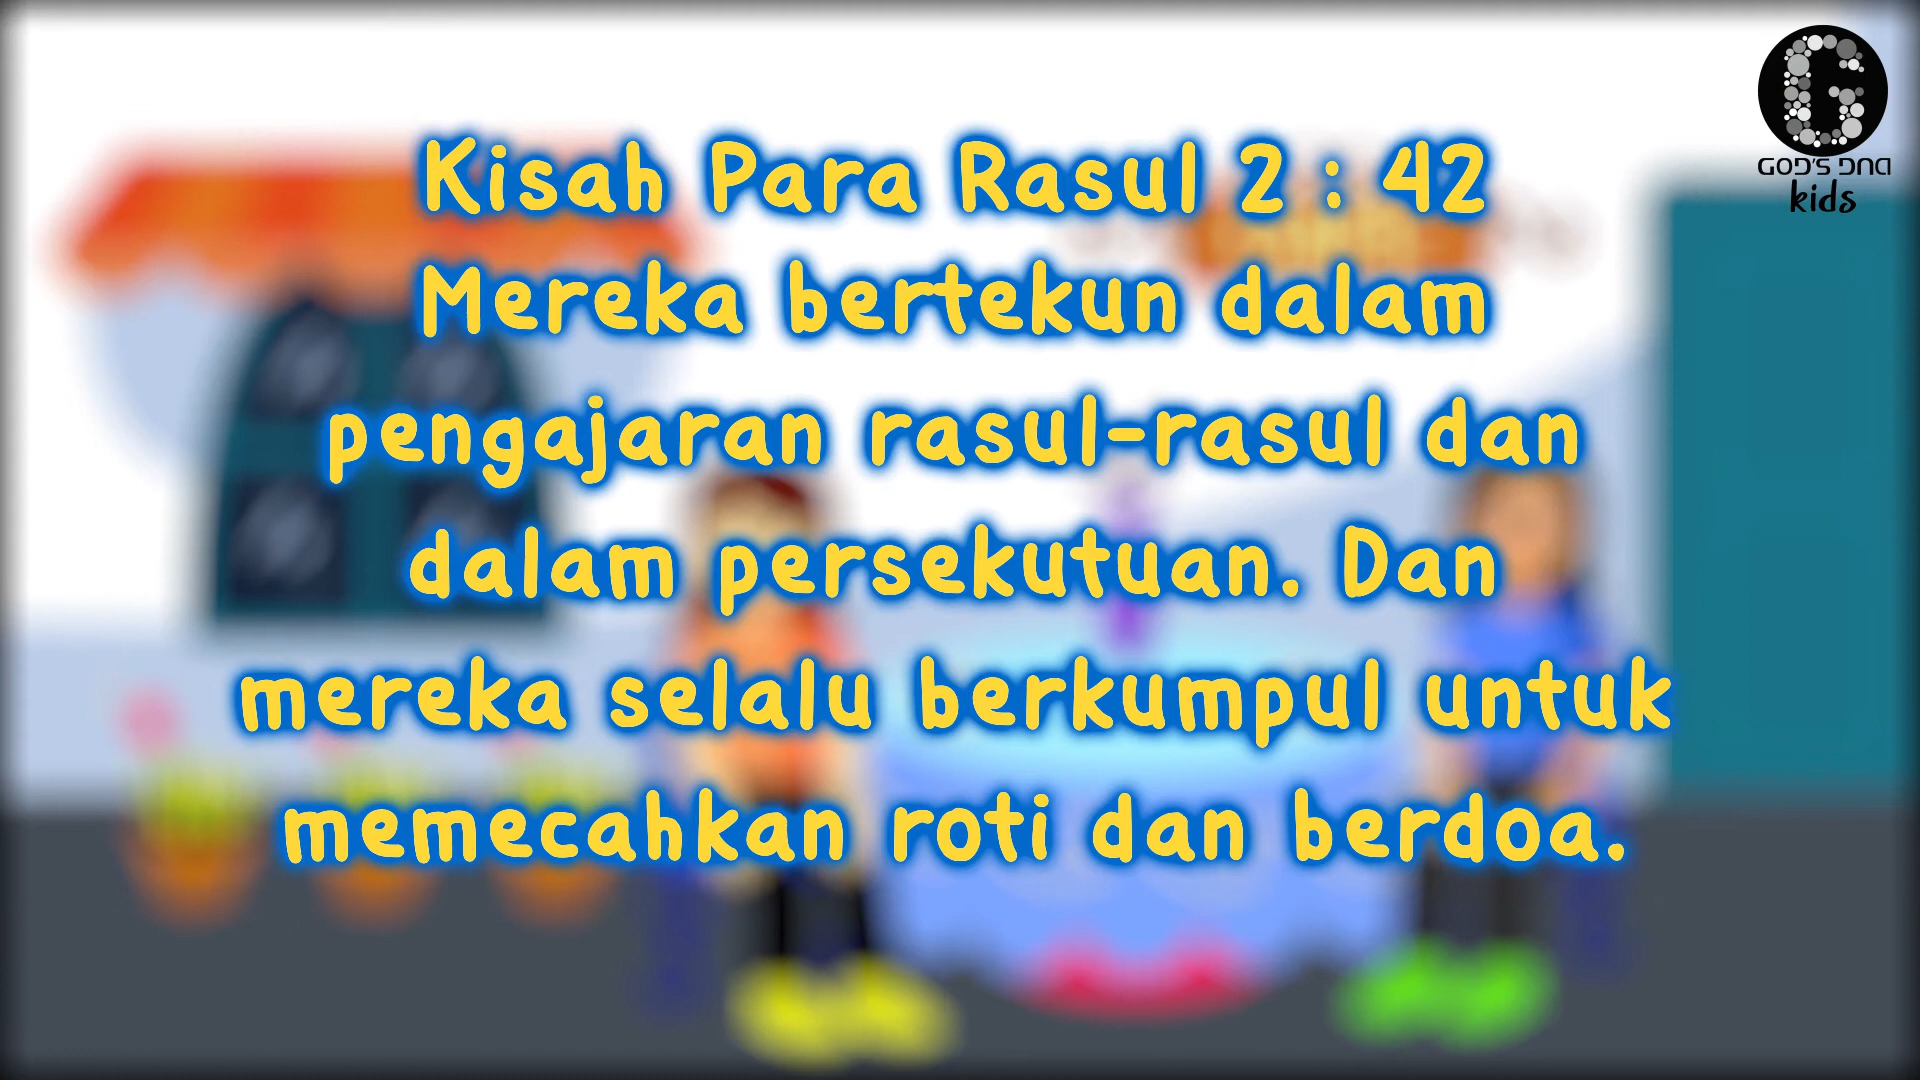 Kisah Para Rasul 2 : 42
Mereka bertekun dalam
pengajaran rasul-rasul dan
dalam persekutuan. Dan
mereka selalu berkumpul untuk
memecahkan roti dan berdoa.
G
GOD'S DNA
kids